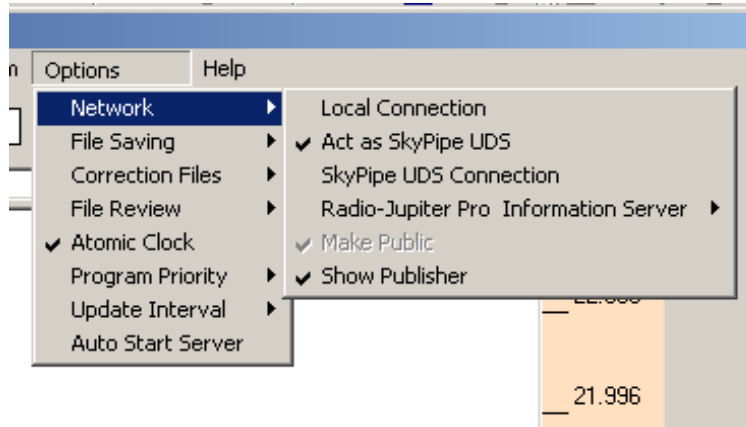 Options Help
Network
File Saving
Correction Files
File Review
Atomic Clock
Program Priority
Update Interval
Auto Start Server
Local Connection
Act as SkyPipe UDS
SkyPipe UDS Connection
Radio-Jupiter Pro Information Server
Make Public
Show Publisher
21.996